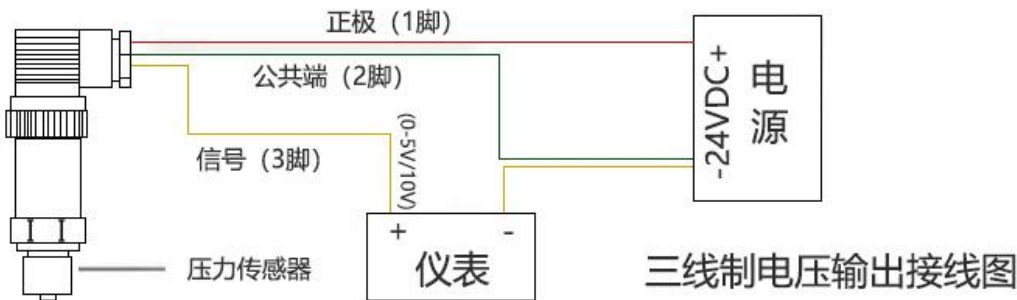 正极（1脚）
公共端（2脚）
信号（3脚）
(0-5V/10V)
-24VDC+
电源
+ -
仪表
压力传感器
三线制电压输出接线图